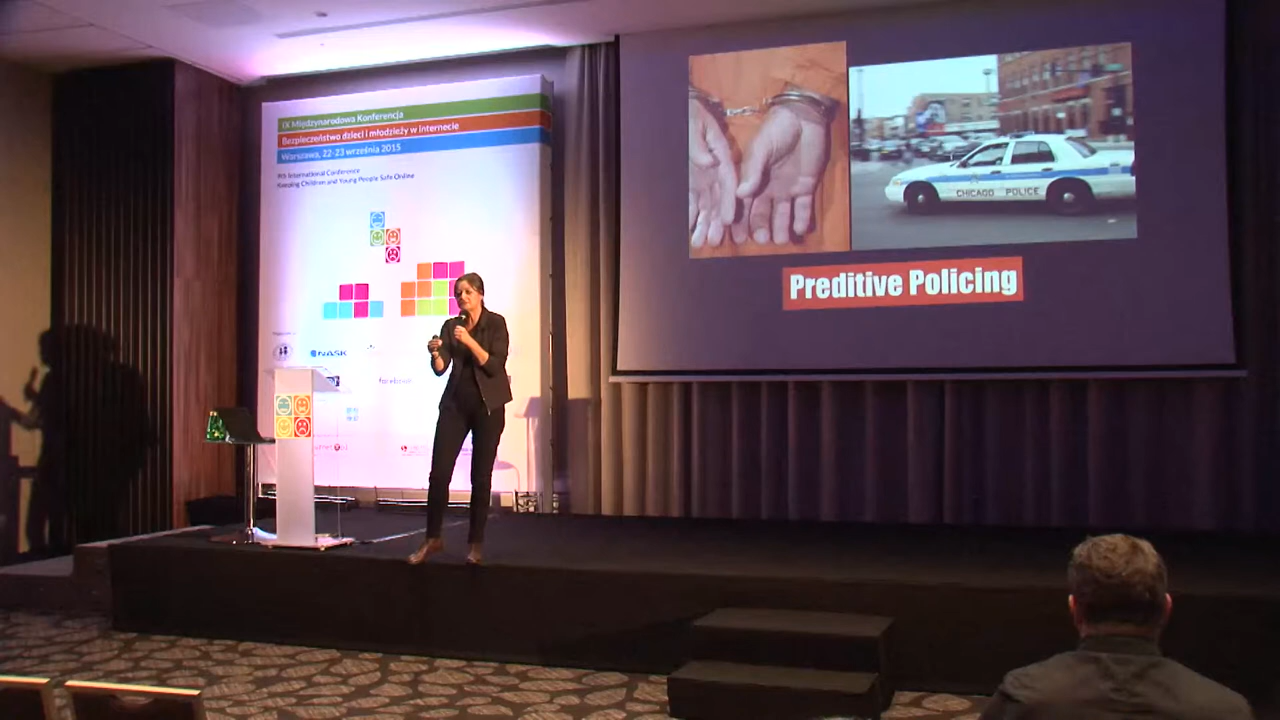 IX Międzynarodowa Konferencja
Bezpieczeństwo dzieci i młodzieży w internecie
Warszawa, 22-23 września 2015
9th International Conference
Keeping Children and Young People Safe Online
NASK
facebook
CHICAGO POLICE
Preditive Policing